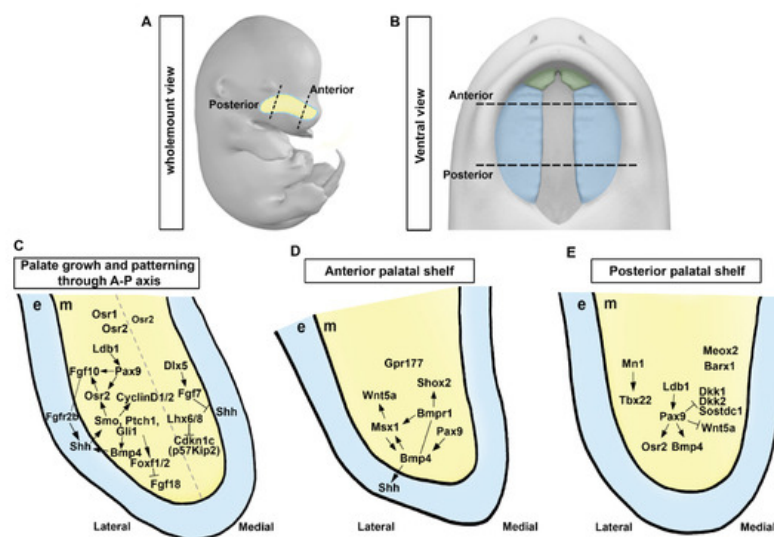 A
wholemount view
Anterior
Posterior
B
Ventral view
Anterior
Posterior
C
Palate growh and patterning
through A-P axis
e
m
Osr1
Osr2
Osr2
Ldb1
Fgf10
Pax9
Dlx5
Osr2
CyclinD1/2
Fgf7
Fgfr2b
Smo, Ptch1,
Gli1
Lhx6/8
Shh
Shh
Bmp4
Cdkn1c
(p57Kip2)
Foxf1/2
Fgf18
Lateral
Medial
D
Anterior palatal shelf
e
m
Gpr177
Wnt5a
Shox2
Msx1
Bmpr1
Pax9
Bmp4
Shh
Lateral
Medial
E
Posterior palatal shelf
e
m
Meox2
Barx1
Mn1
Ldb1
Dkk1
Dkk2
Sostdc1
Tbx22
Pax9
Wnt5a
Osr2
Bmp4
Lateral
Medial